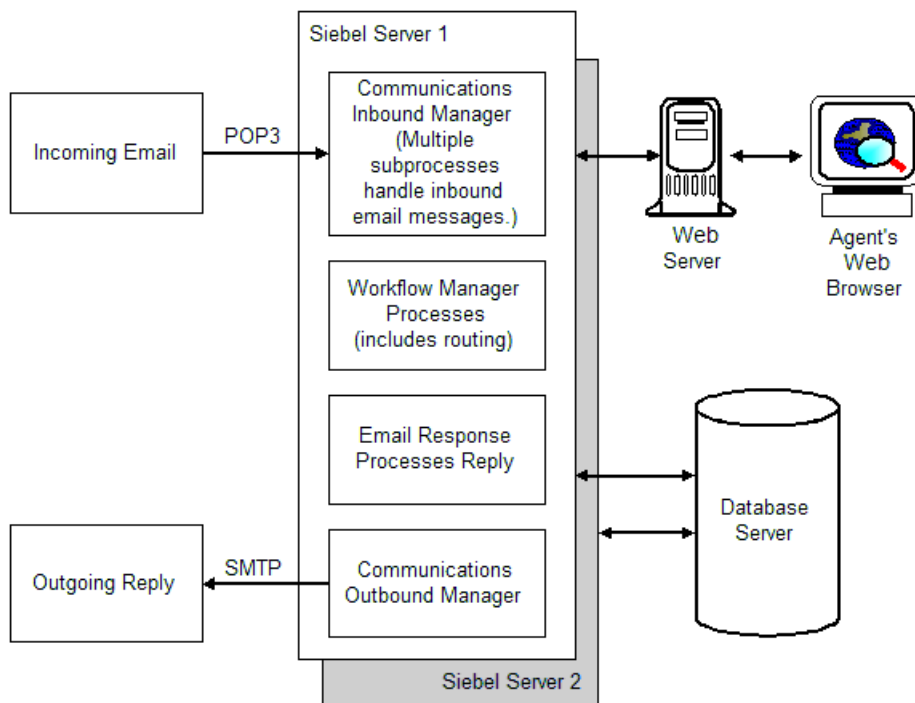 Siebel Server 1
Incoming Email
POP3
Communications
Inbound Manager
(Multiple
subprocesses
handle inbound
email messages.)
Web
Server
Agent's
Web
Browser
Workflow Manager
Processes
(includes routing)
Email Response
Processes Reply
Database
Server
Outgoing Reply
SMTP
Communications
Outbound Manager
Siebel Server 2